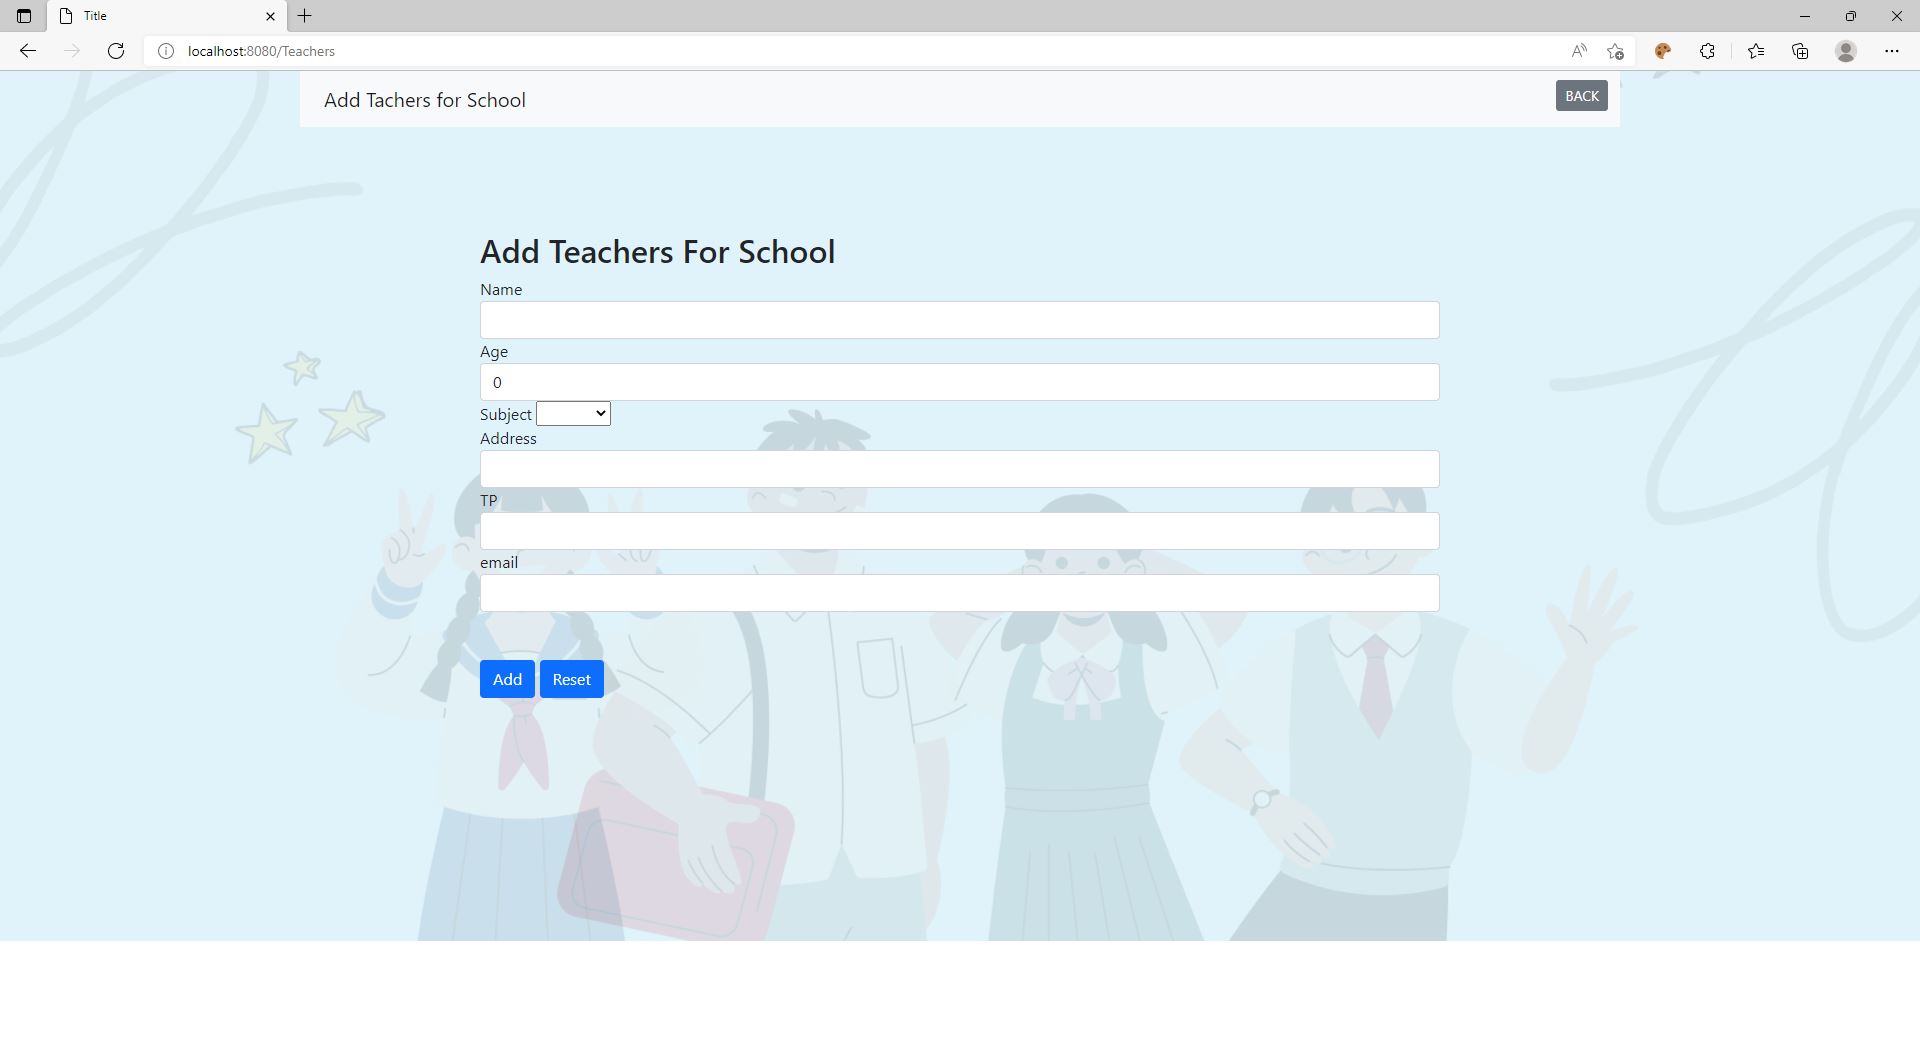 Title
localhost:8080/Teachers
Add Tachers for School
BACK
Add Teachers For School
Name
Age
0
Subject
Address
TP
email
Add Reset